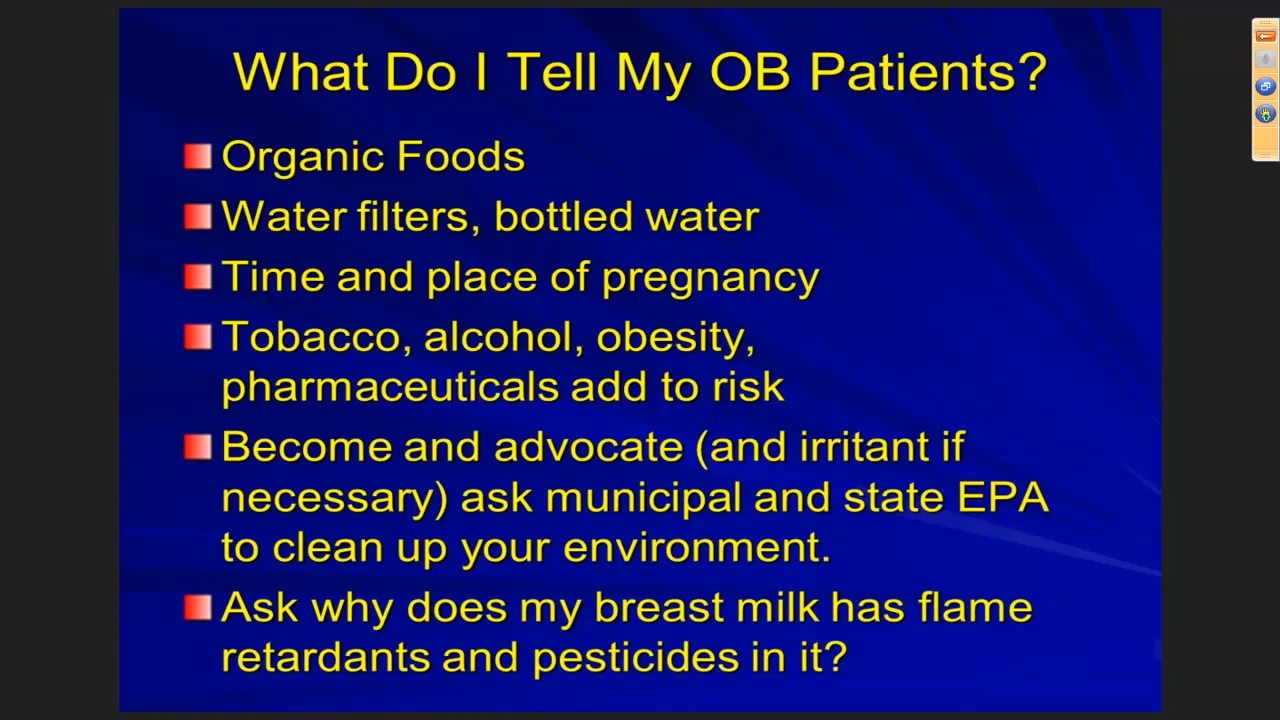 What Do I Tell My OB Patients?
Organic Foods
Water filters, bottled water
Time and place of pregnancy
Tobacco, alcohol, obesity,
pharmaceuticals add to risk
Become and advocate (and irritant if
necessary) ask municipal and state EPA
to clean up your environment.
Ask why does my breast milk has flame
retardants and pesticides in it?